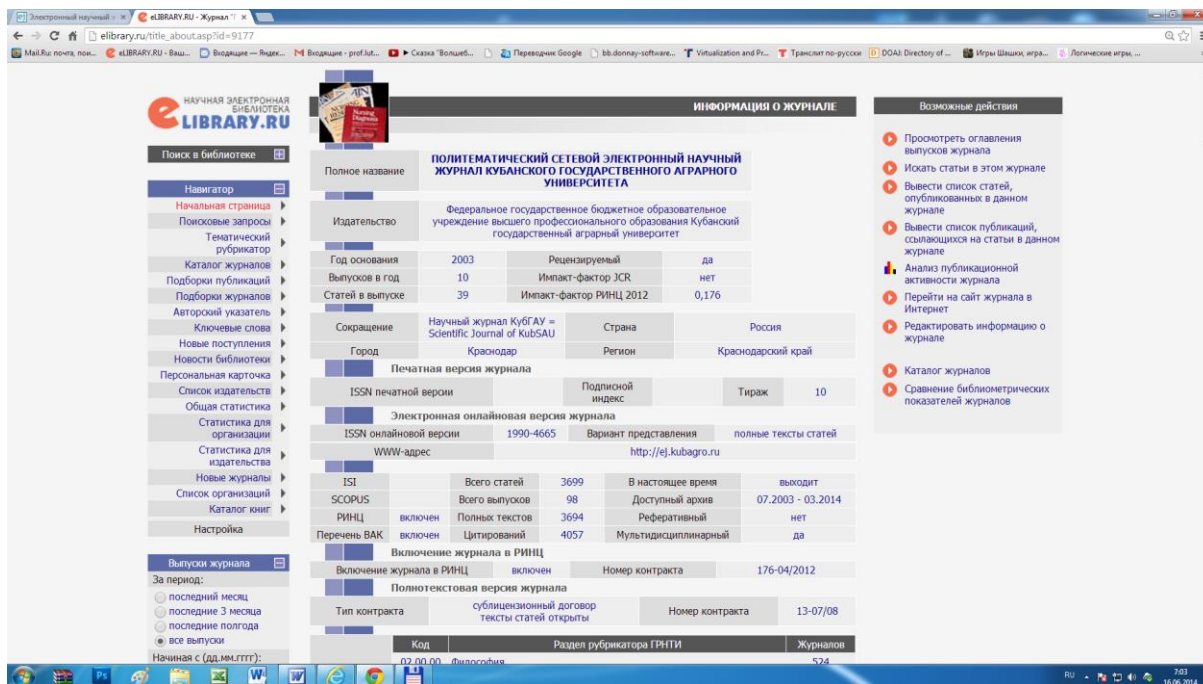 Электронный научный ж
eLIBRARY.RU - Журнал "Г
elibrary.ru/title_about.asp?id=9177
Mail.Ru: почта, пои...
eLIBRARY.RU - Ваш...
Входящие — Яндек...
Входящие - prof.lut...
Сказка "Волшеб...
Переводчик Google
bb.donnay-software...
Virtualization and Pr...
Транслит по-русски
DOAJ: Directory of ...
Игры Шашки, игра...
Логические игры, ...
НАУЧНАЯ ЭЛЕКТРОННАЯ
БИБЛИОТЕКА
eLIBRARY.RU
Поиск в библиотеке
Навигатор
Начальная страница
Поисковые запросы
Тематический
рубрикатор
Каталог журналов
Подборки публикаций
Подборки журналов
Авторский указатель
Ключевые слова
Новые поступления
Новости библиотеки
Персональная карточка
Список издательств
Общая статистика
Статистика для
организации
Статистика для
издательства
Новые журналы
Список организаций
Каталог книг
Настройка
Выпуски журнала
За период:
последний месяц
последние 3 месяца
последние полгода
все выпуски
Начиная с (дд.мм.гггг):
Nursing
Diagnosis
ИНФОРМАЦИЯ О ЖУРНАЛЕ
Полное название
ПОЛИТЕМАТИЧЕСКИЙ СЕТЕВОЙ ЭЛЕКТРОННЫЙ НАУЧНЫЙ
ЖУРНАЛ КУБАНСКОГО ГОСУДАРСТВЕННОГО АГРАРНОГО
УНИВЕРСИТЕТА
Издательство
Федеральное государственное бюджетное образовательное
учреждение высшего профессионального образования Кубанский
государственный аграрный университет
Год основания 2003 Рецензируемый да
Выпусков в год 10 Импакт-фактор JCR нет
Статей в выпуске 39 Импакт-фактор РИНЦ 2012 0,176
Сокращение
Научный журнал КубГАУ =
Scientific Journal of KubSAU
Страна Россия
Город Краснодар Регион Краснодарский край
Печатная версия журнала
ISSN печатной версии
Подписной
индекс
Тираж 10
Электронная онлайновая версия журнала
ISSN онлайновой версии 1990-4665 Вариант представления полные тексты статей
WWW-адрес http://ej.kubagro.ru
ISI Всего статей 3699 В настоящее время выходит
SCOPUS Всего выпусков 98 Доступный архив 07.2003 - 03.2014
РИНЦ включен Полных текстов 3694 Реферативный нет
Перечень ВАК включен Цитирований 4057 Мультидисциплинарный да
Включение журнала в РИНЦ
Включение журнала в РИНЦ включен Номер контракта 176-04/2012
Полнотекстовая версия журнала
Тип контракта
сублицензионный договор
тексты статей открыты
Номер контракта 13-07/08
Код Раздел рубрикатора ГРНТИ Журналов
02.00.00 Философия 524
Возможные действия
Просмотреть оглавления
выпусков журнала
Искать статьи в этом журнале
Вывести список статей,
опубликованных в данном
журнале
Вывести список публикаций,
ссылающихся на статьи в данном
журнале
Анализ публикационной
активности журнала
Перейти на сайт журнала в
Интернет
Редактировать информацию о
журнале
Каталог журналов
Сравнение библиометрических
показателей журналов
RU
7:03
16.06.2014